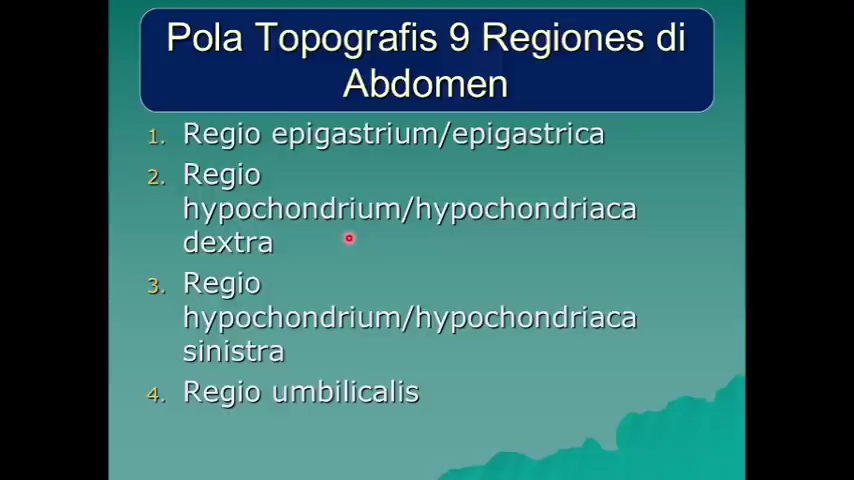 Pola Topografis 9 Regiones di
Abdomen
1. Regio epigastrium/epigastrica
2. Regio
hypochondrium/hypochondriaca
dextra
3. Regio
hypochondrium/hypochondriaca
sinistra
4. Regio umbilicalis